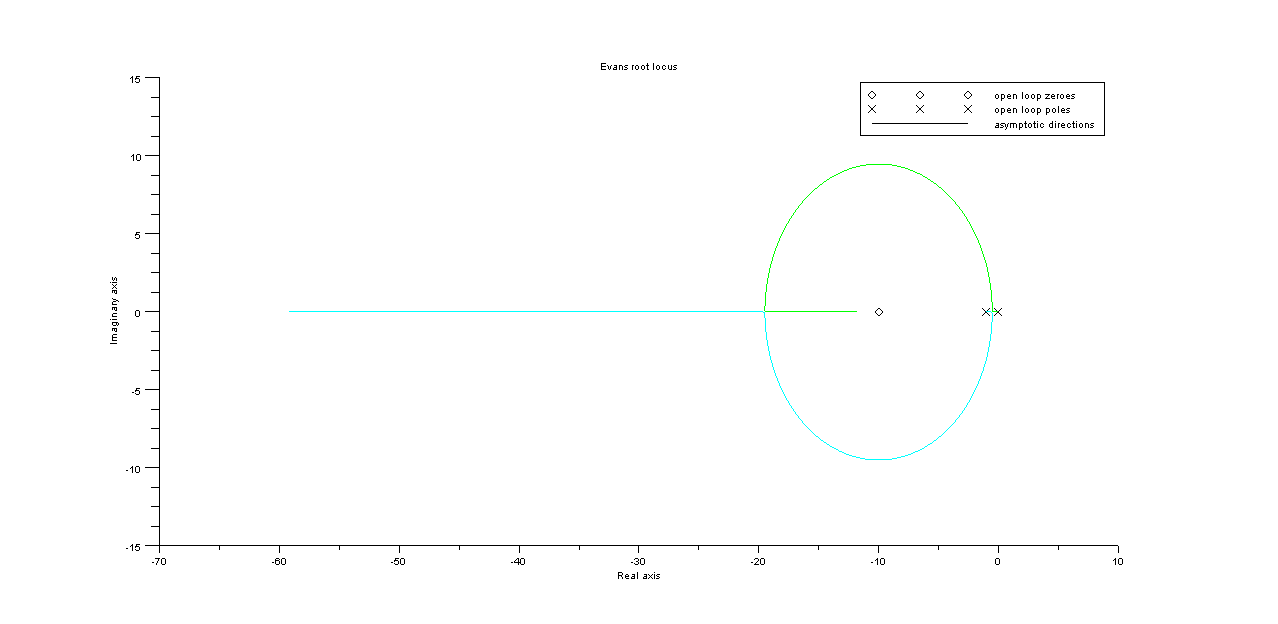 Evans root locus
open loop zeroes
open loop poles
asymptotic directions
15
10
5
0
-5
-10
-15
Imaginary axis
-70
-60
-50
-40
-30
-20
-10
0
10
Real axis